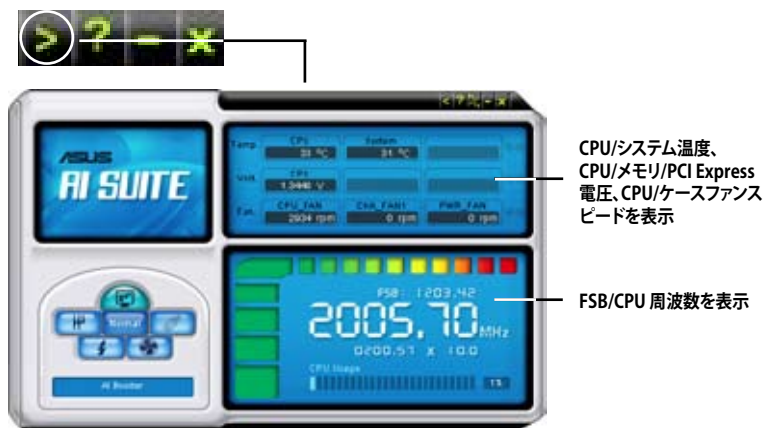 > ? - x
< ? - x
ASUS
AI SUITE
Temp. CPU System
33 °C 31 °C
Volt. CPU
1.3440 V
Fan. CPU_FAN CHA_FAN1 PWR_FAN
2934 rpm 0 rpm 0 rpm
CPU/システム温度、
CPU/メモリ/PCI Express
電圧、CPU/ケースファンス
ピードを表示
FSB: 1203.42
2005.70MHz
0200.57 x 10.0
CPU Usage
1%
FSB/CPU 周波数を表示
Normal
AI Booster